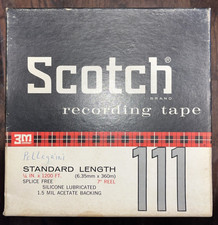 Scotch
BRAND
recording tape
3M
Pellegrini
STANDARD LENGTH
111
¼ IN. x 1200 FT. (6.35mm x 360m)
SPLICE FREE 7" REEL
SILICONE LUBRICATED
1.5 MIL ACETATE BACKING